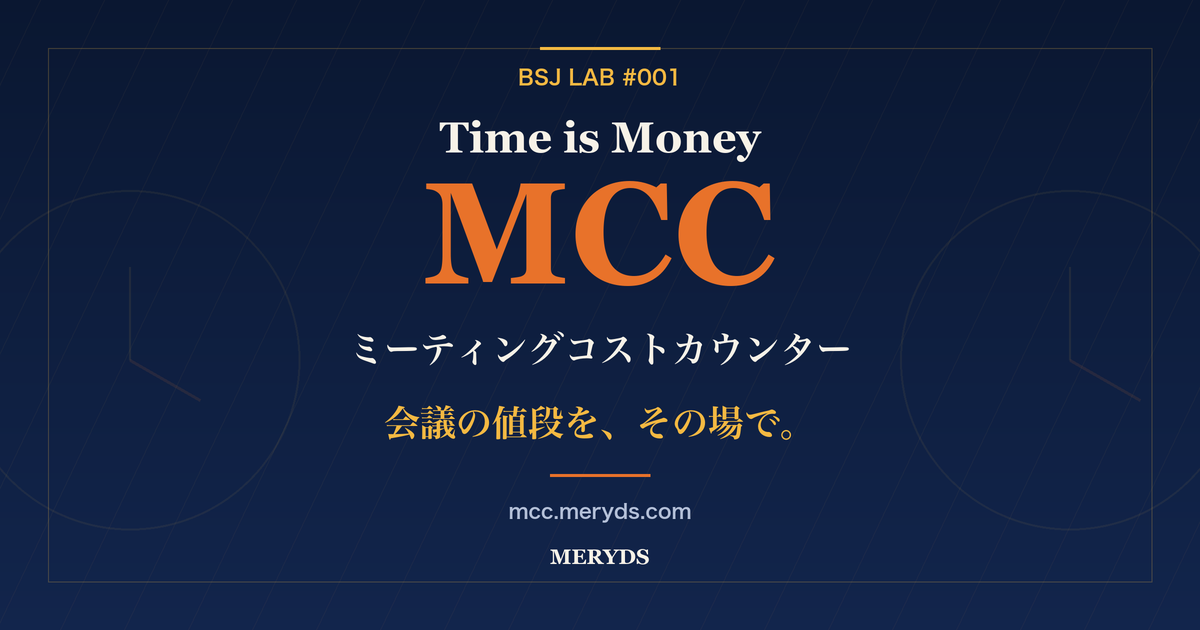 BSJ LAB #001
Time is Money
MCC
ミーティングコストカウンター
会議の値段を、その場で。
mcc.meryds.com
MERYDS